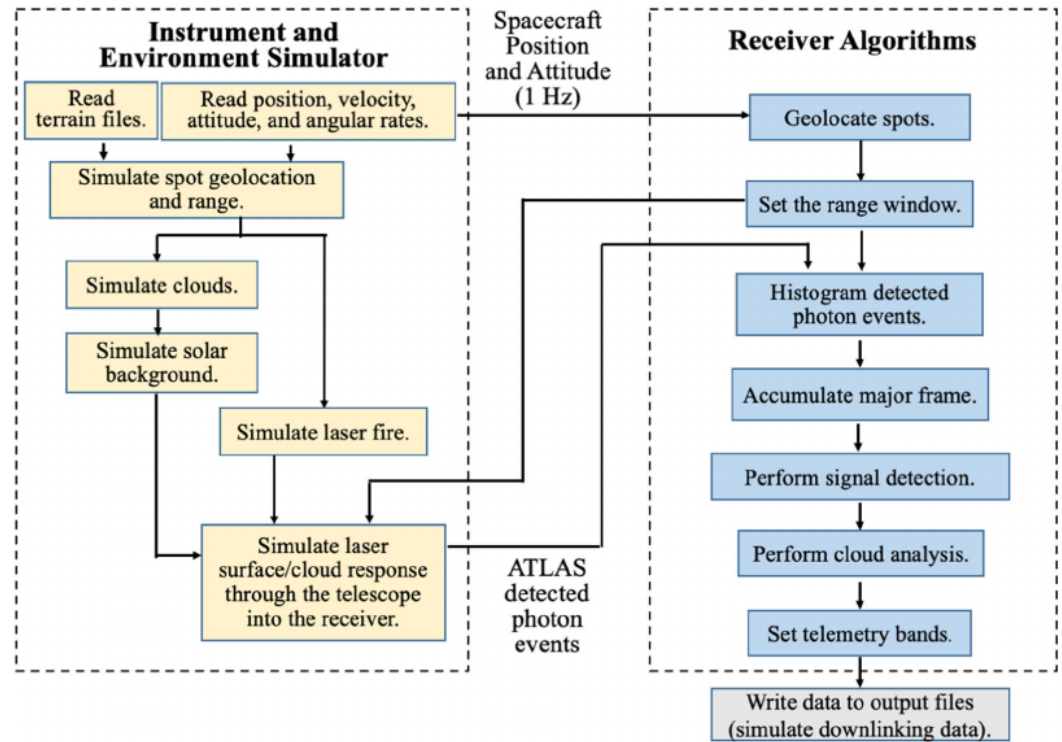 Instrument and
Environment Simulator
Read
terrain files.
Read position, velocity,
attitude, and angular rates.
Simulate spot geolocation
and range.
Simulate clouds.
Simulate solar
background.
Simulate laser fire.
Simulate laser
surface/cloud response
through the telescope
into the receiver.
Spacecraft
Position
and Attitude
(1 Hz)
ATLAS
detected
photon
events
Receiver Algorithms
Geolocate spots.
Set the range window.
Histogram detected
photon events.
Accumulate major frame.
Perform signal detection.
Perform cloud analysis.
Set telemetry bands.
Write data to output files
(simulate downlinking data).